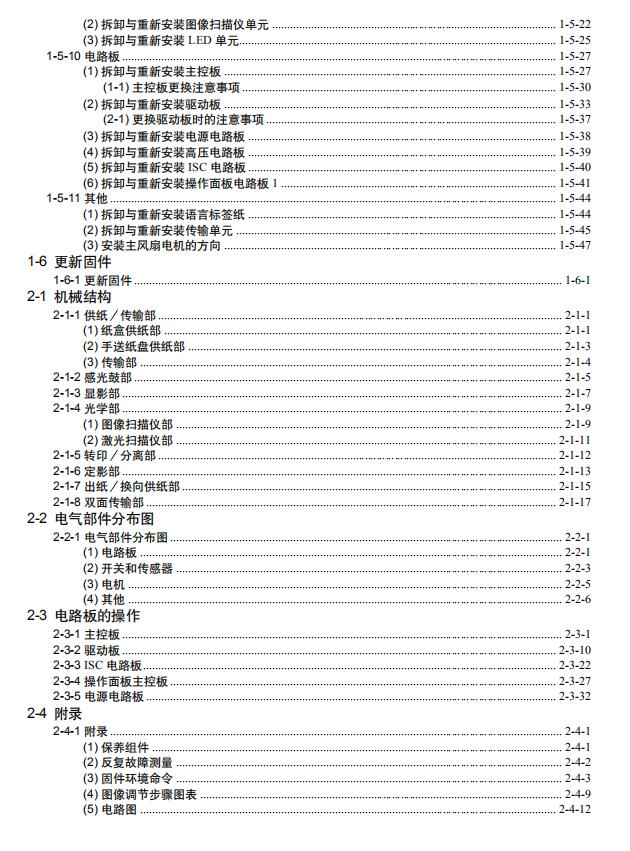 (2) 拆卸与重新安装图像扫描仪单元 ........ 1-5-22
(3) 拆卸与重新安装 LED 单元........ 1-5-25
1-5-10 电路板 ........ 1-5-27
(1) 拆卸与重新安装主控板 ........ 1-5-27
(1-1) 主控板更换注意事项 ........ 1-5-30
(2) 拆卸与重新安装驱动板 ........ 1-5-33
(2-1) 更换驱动板时的注意事项 ........ 1-5-37
(3) 拆卸与重新安装电源电路板 ........ 1-5-38
(4) 拆卸与重新安装高压电路板 ........ 1-5-39
(5) 拆卸与重新安装 ISC 电路板 ........ 1-5-40
(6) 拆卸与重新安装操作面板电路板 1 ........ 1-5-41
1-5-11 其他 ........ 1-5-44
(1) 拆卸与重新安装语言标签纸 ........ 1-5-44
(2) 拆卸与重新安装传输单元 ........ 1-5-45
(3) 安装主风扇电机的方向 ........ 1-5-47
1-6 更新固件
1-6-1 更新固件 ........ 1-6-1
2-1 机械结构
2-1-1 供纸／传输部 ........ 2-1-1
(1) 纸盒供纸部 ........ 2-1-1
(2) 手送纸盘供纸部 ........ 2-1-3
(3) 传输部 ........ 2-1-4
2-1-2 感光鼓部 ........ 2-1-5
2-1-3 显影部 ........ 2-1-7
2-1-4 光学部 ........ 2-1-9
(1) 图像扫描仪部 ........ 2-1-9
(2) 激光扫描仪部 ........ 2-1-11
2-1-5 转印／分离部 ........ 2-1-12
2-1-6 定影部 ........ 2-1-13
2-1-7 出纸／换向供纸部 ........ 2-1-15
2-1-8 双面传输部 ........ 2-1-17
2-2 电气部件分布图
2-2-1 电气部件分布图 ........ 2-2-1
(1) 电路板 ........ 2-2-1
(2) 开关和传感器 ........ 2-2-3
(3) 电机 ........ 2-2-5
(4) 其他 ........ 2-2-6
2-3 电路板的操作
2-3-1 主控板 ........ 2-3-1
2-3-2 驱动板 ........ 2-3-10
2-3-3 ISC 电路板........ 2-3-22
2-3-4 操作面板主控板 ........ 2-3-27
2-3-5 电源电路板 ........ 2-3-32
2-4 附录
2-4-1 附录 ........ 2-4-1
(1) 保养组件 ........ 2-4-1
(2) 反复故障测量 ........ 2-4-2
(3) 固件环境命令 ........ 2-4-3
(4) 图像调节步骤图表 ........ 2-4-9
(5) 电路图 ........ 2-4-12